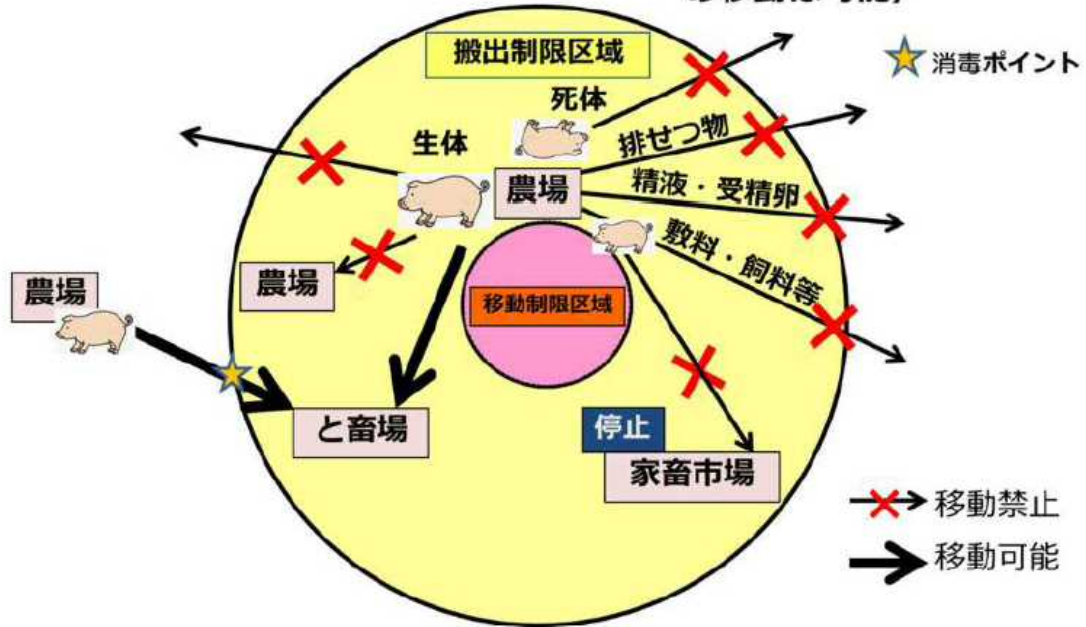 搬出制限区域
消毒ポイント
死体
生体
排せつ物
農場
精液・受精卵
敷料・飼料等
農場
農場
移動制限区域
と畜場
停止
家畜市場
移動禁止
移動可能